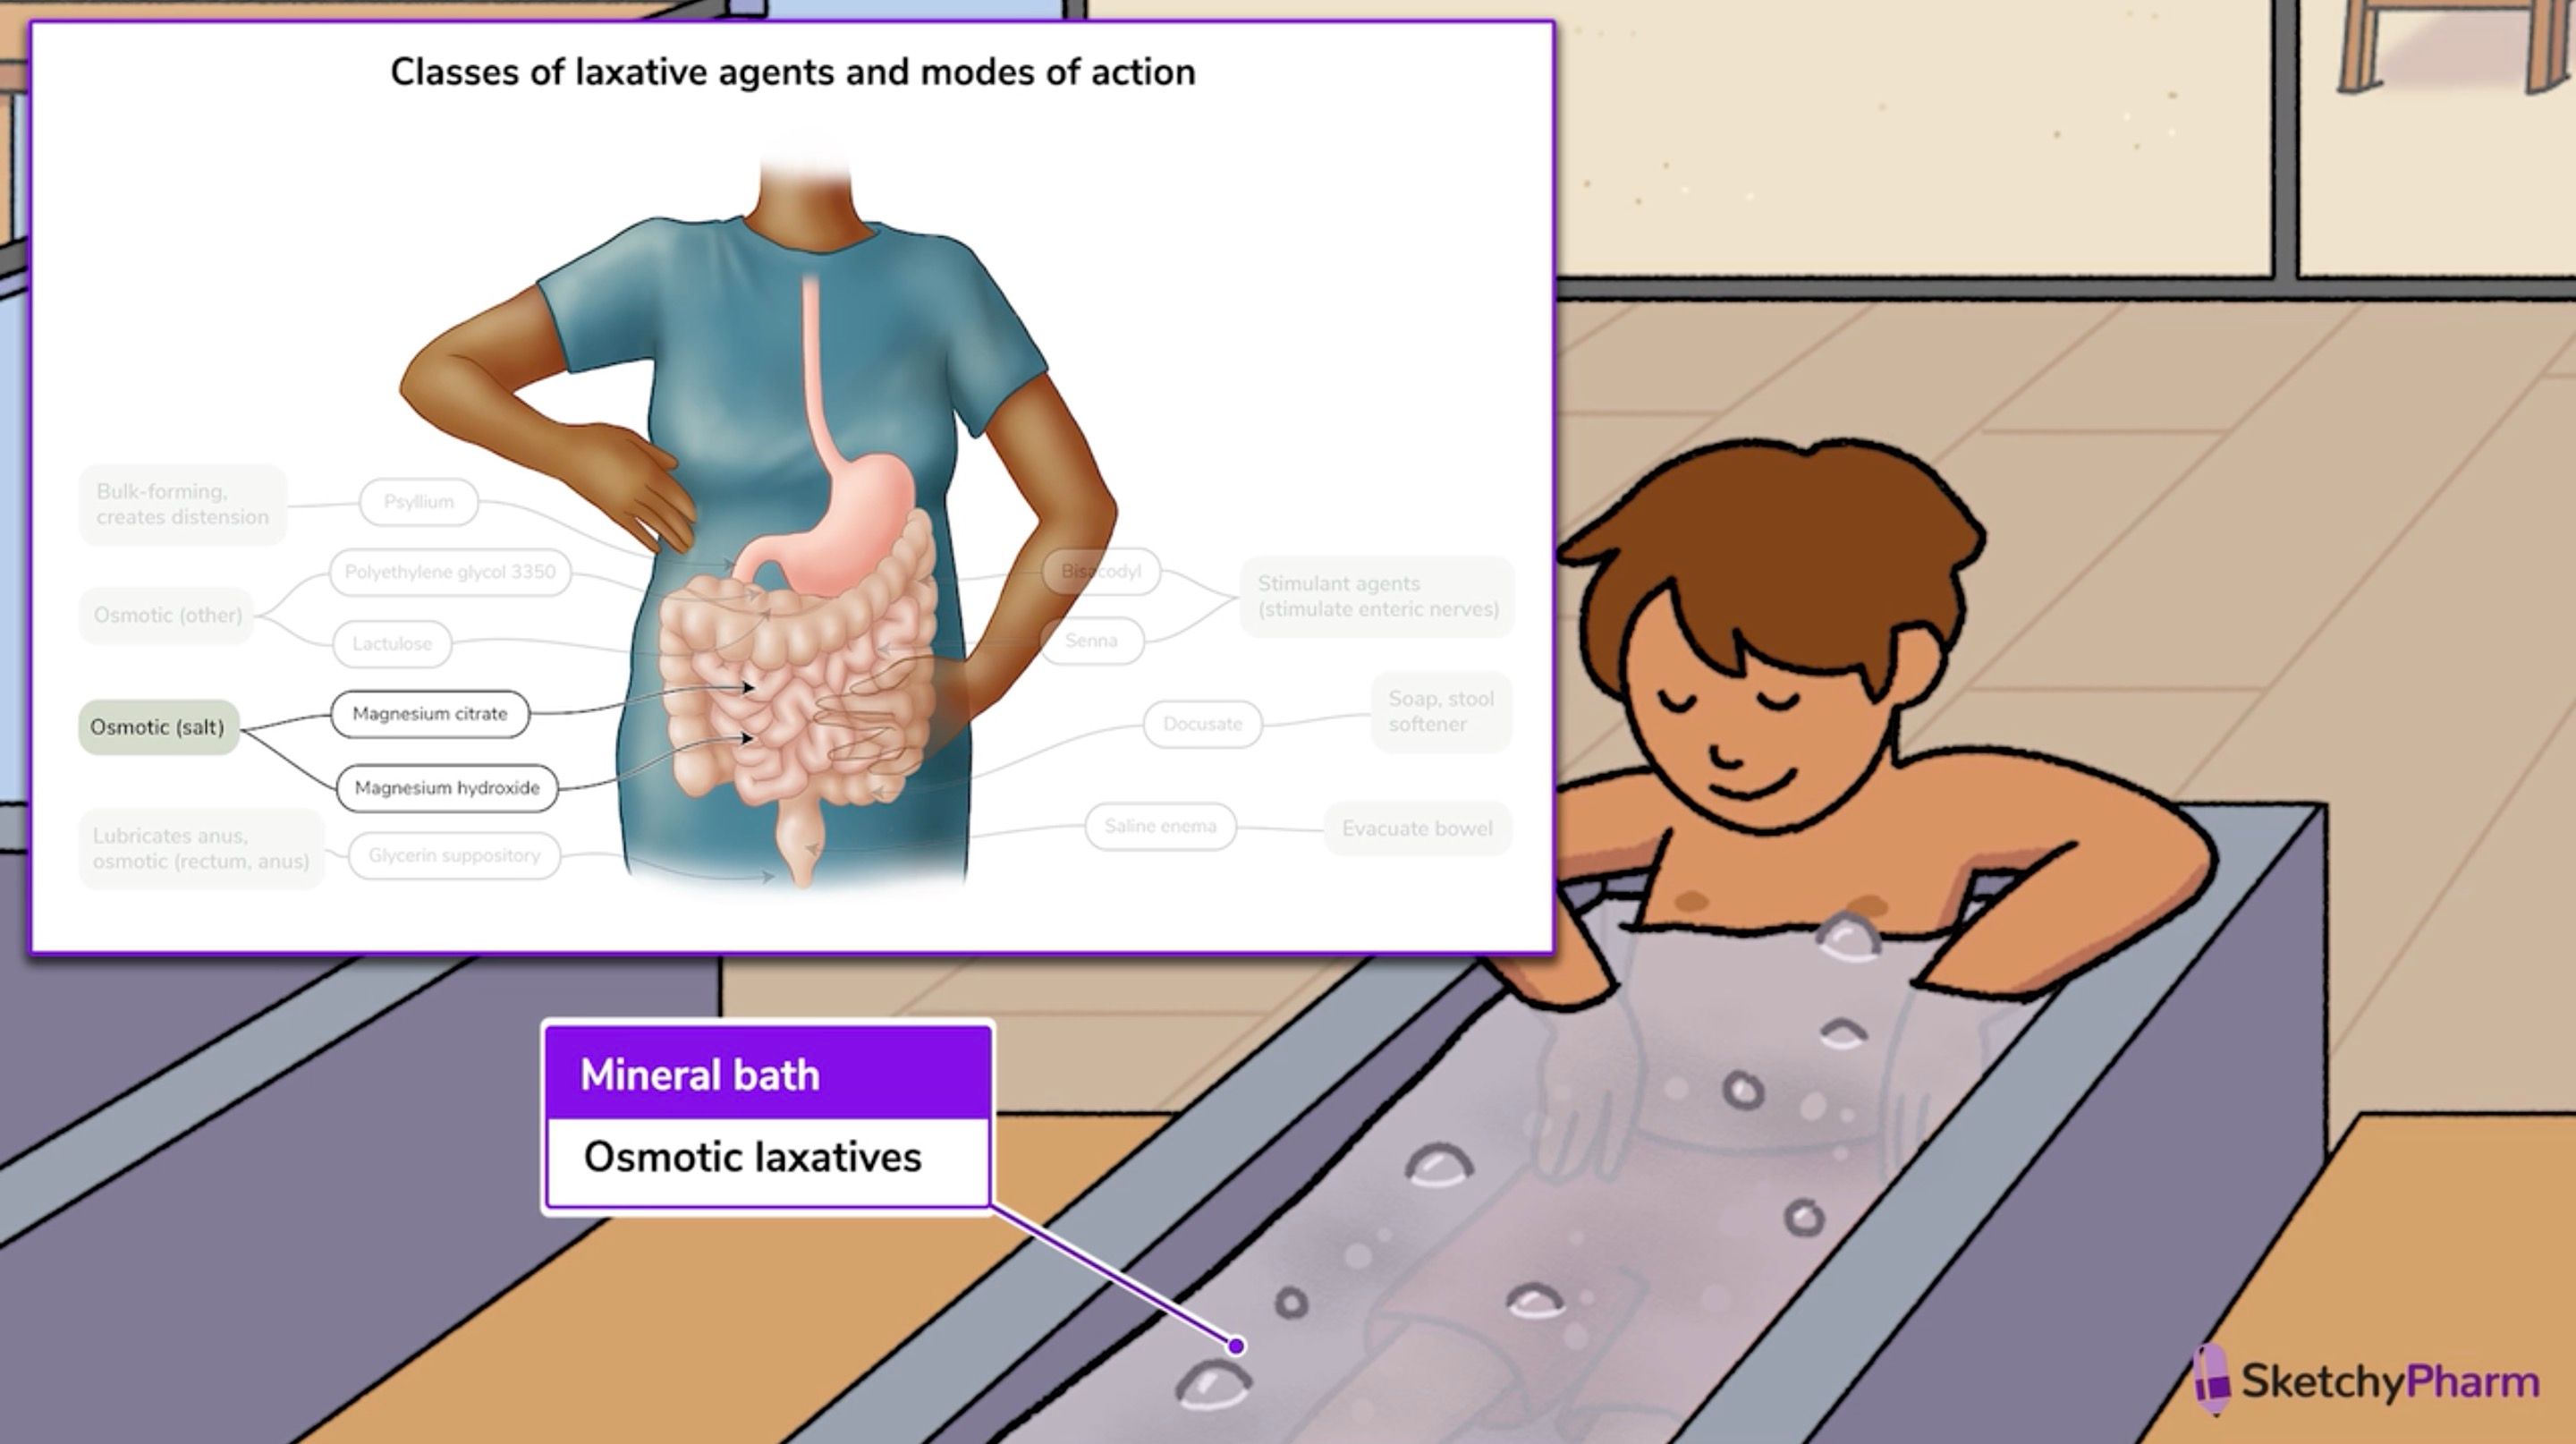 Classes of laxative agents and modes of action
Bulk-forming,
creates distension
Psyllium
Polyethylene glycol 3350
Osmotic (other)
Lactulose
Osmotic (salt)
Magnesium citrate
Magnesium hydroxide
Lubricates anus,
osmotic (rectum, anus)
Glycerin suppository
Bisacodyl
Stimulant agents
(stimulate enteric nerves)
Senna
Docusate
Soap, stool
softener
Saline enema
Evacuate bowel
Mineral bath
Osmotic laxatives
SketchyPharm